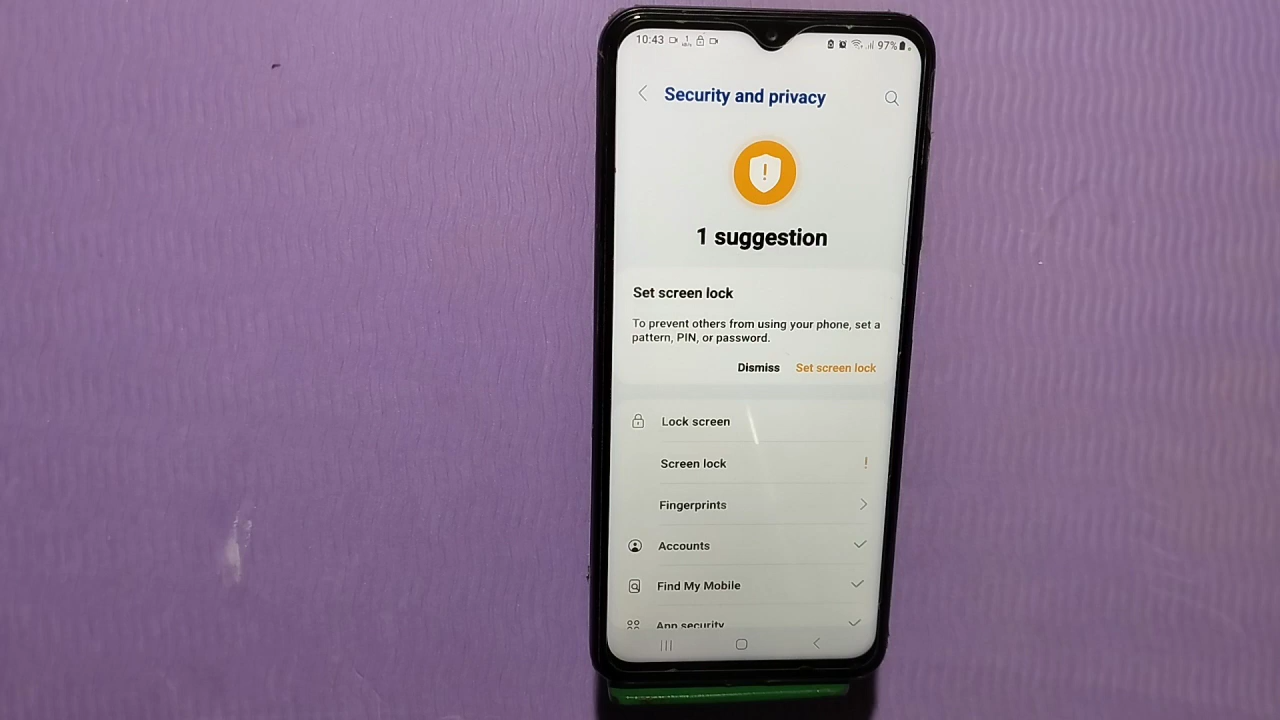 10:43
97%
Security and privacy
1 suggestion
Set screen lock
To prevent others from using your phone, set a
pattern, PIN, or password.
Dismiss Set screen lock
Lock screen
Screen lock
Fingerprints
Accounts
Find My Mobile
App security